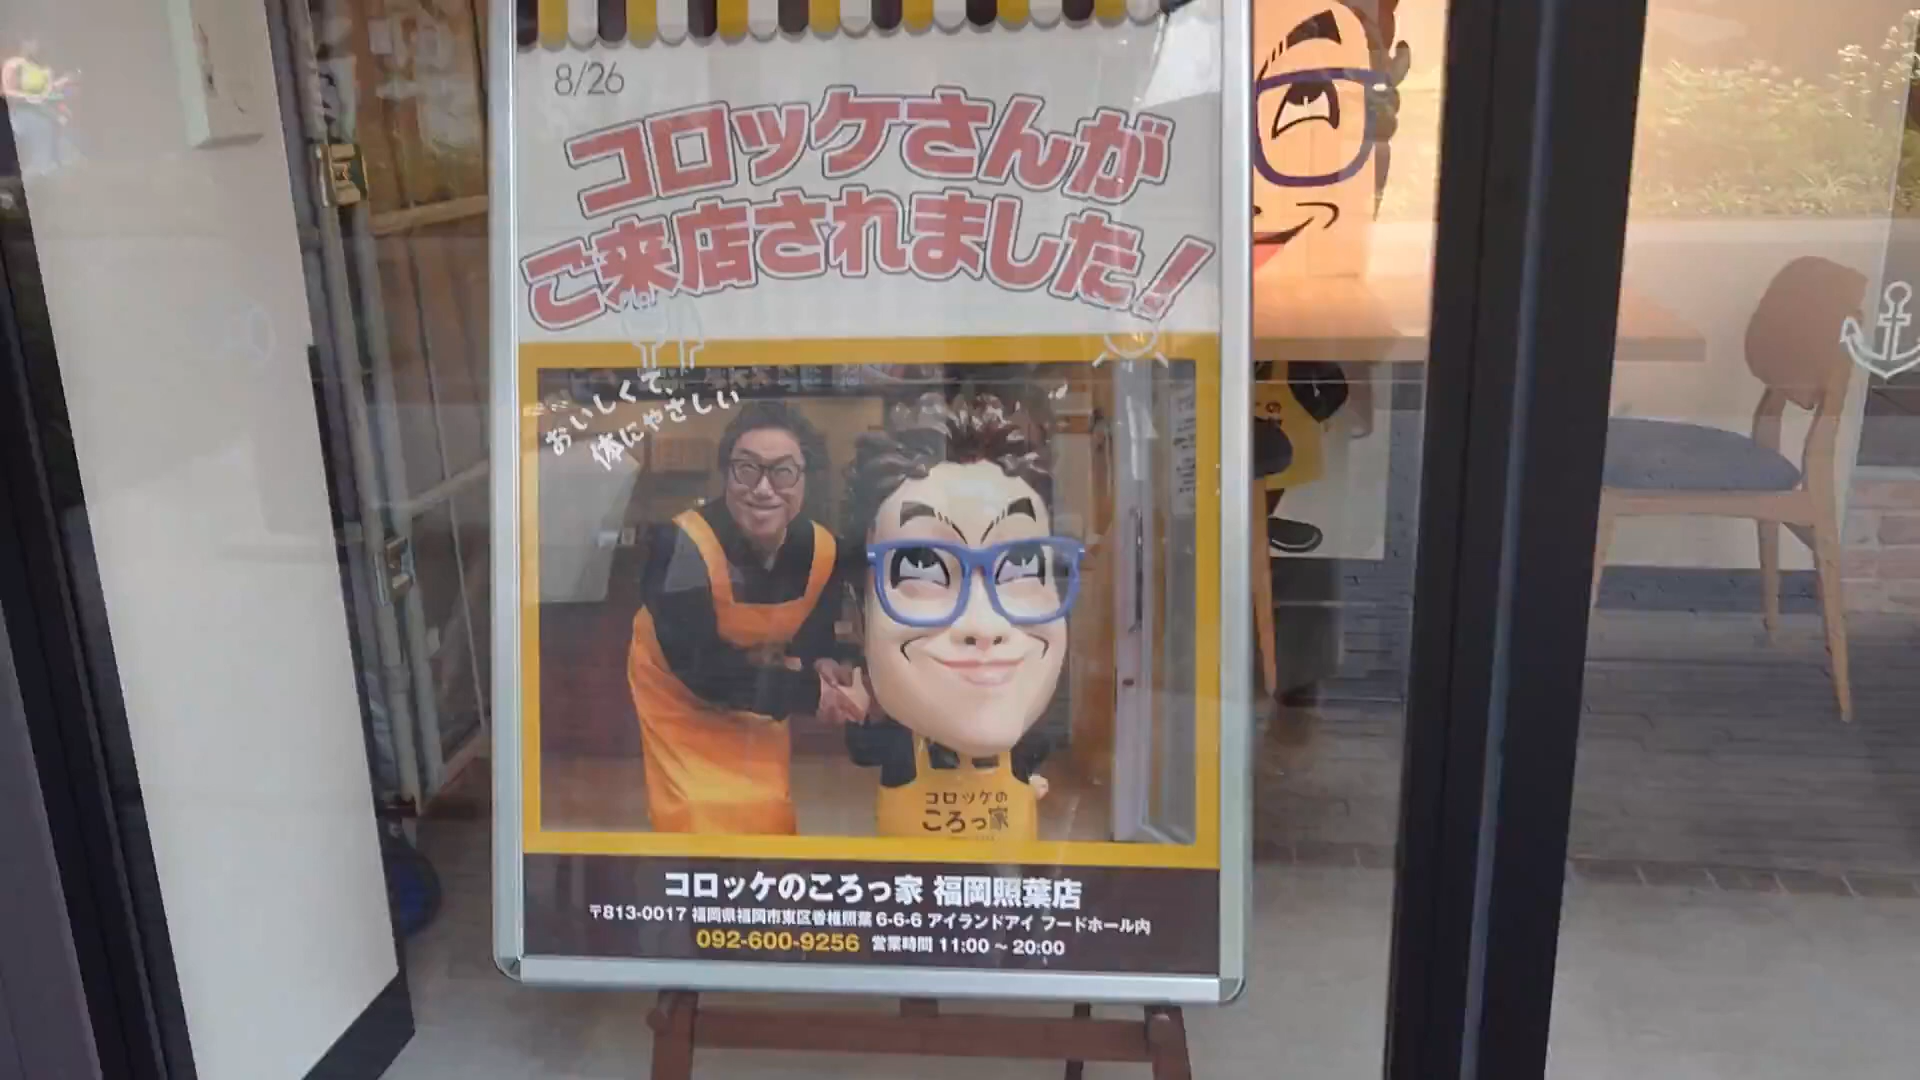 8/26
コロッケさんが
ご来店されました!
おいしくて、
体にやさしい
コロッケの
ころっ家
コロッケのころっ家 福岡照葉店
〒813-0017 福岡県福岡市東区香椎照葉 6-6-6 アイランドアイ フードホール内
092-600-9256 営業時間 11:00 ~ 20:00